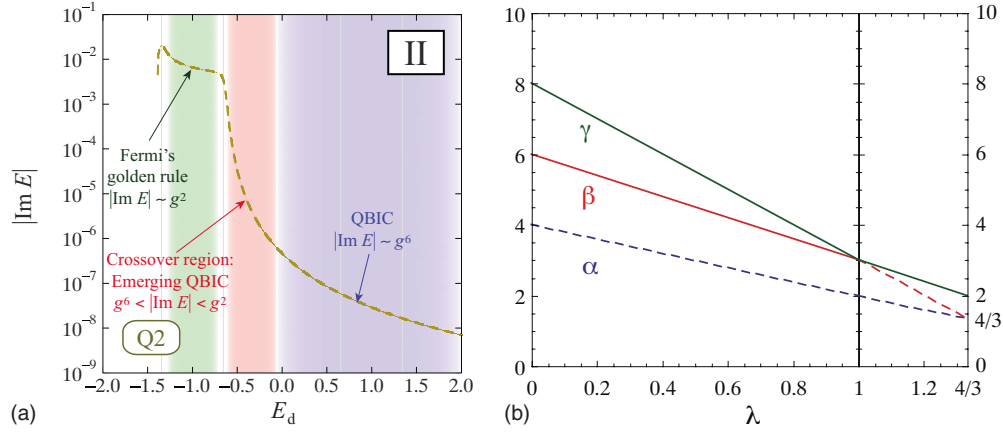 II
10⁻¹
10⁻²
10⁻³
10⁻⁴
10⁻⁵
10⁻⁶
10⁻⁷
10⁻⁸
10⁻⁹
|Im E|
Fermi's
golden rule
|Im E| ~ g²
QBIC
|Im E| ~ g⁶
Crossover region:
Emerging QBIC
g⁶ < |Im E| < g²
Q2
−2.0 −1.5 −1.0 −0.5 0.0 0.5 1.0 1.5 2.0
E_d
(a)
10
8
6
4
2
0
γ
β
α
10
8
6
4
2
4/3
0
0 0.2 0.4 0.6 0.8 1 1.2 4/3
λ
(b)